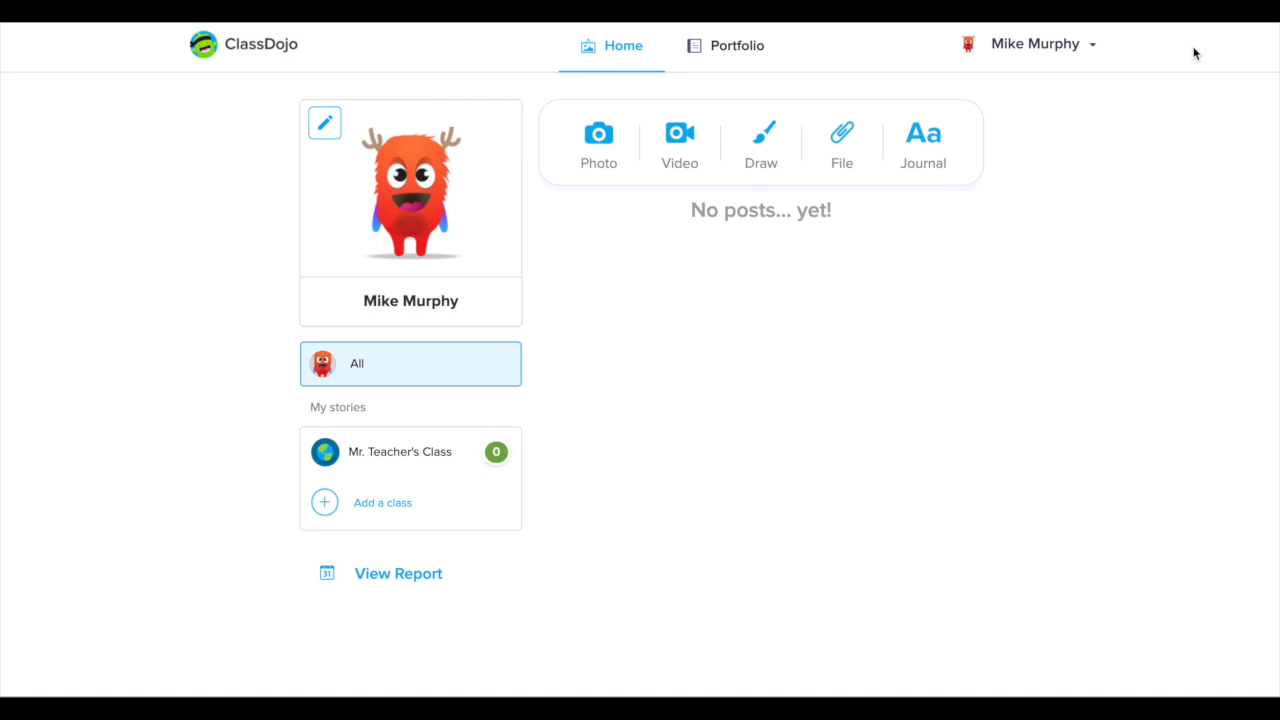 ClassDojo
Home
Portfolio
Mike Murphy
Photo
Video
Draw
File
Aa
Journal
No posts... yet!
Mike Murphy
All
My stories
Mr. Teacher's Class
0
Add a class
31
View Report